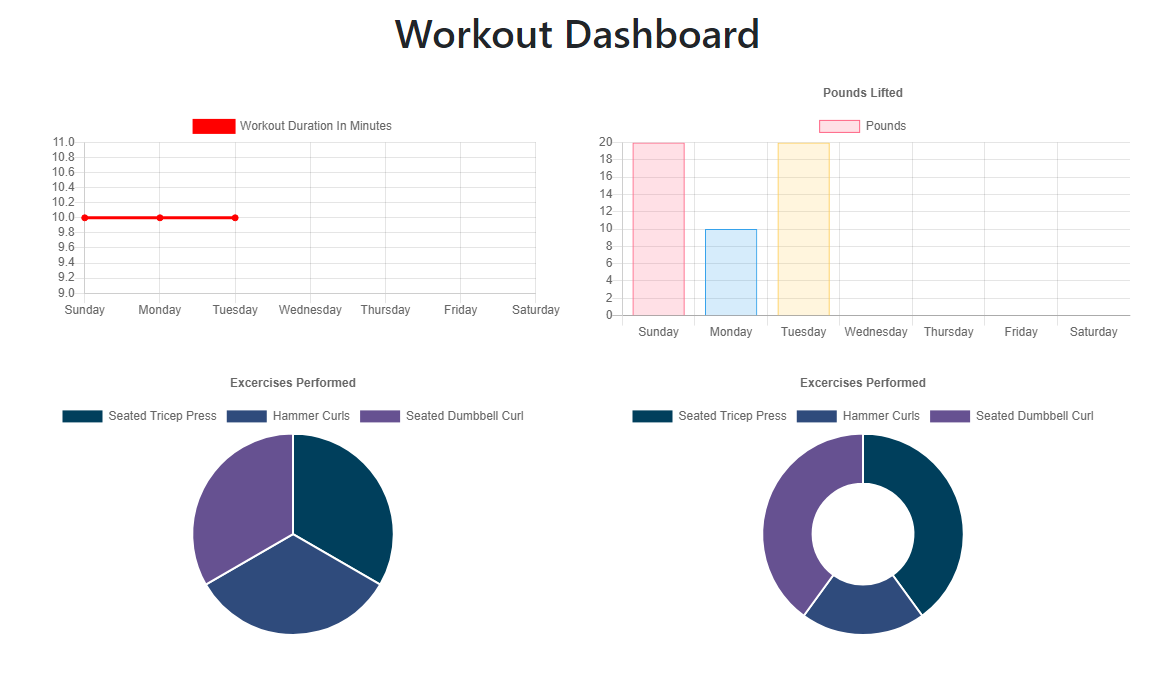 Workout Dashboard
Workout Duration In Minutes
11.0
10.8
10.6
10.4
10.2
10.0
9.8
9.6
9.4
9.2
9.0
Sunday Monday Tuesday Wednesday Thursday Friday Saturday
Pounds Lifted
Pounds
20
18
16
14
12
10
8
6
4
2
0
Sunday Monday Tuesday Wednesday Thursday Friday Saturday
Excercises Performed
Seated Tricep Press Hammer Curls Seated Dumbbell Curl
Excercises Performed
Seated Tricep Press Hammer Curls Seated Dumbbell Curl